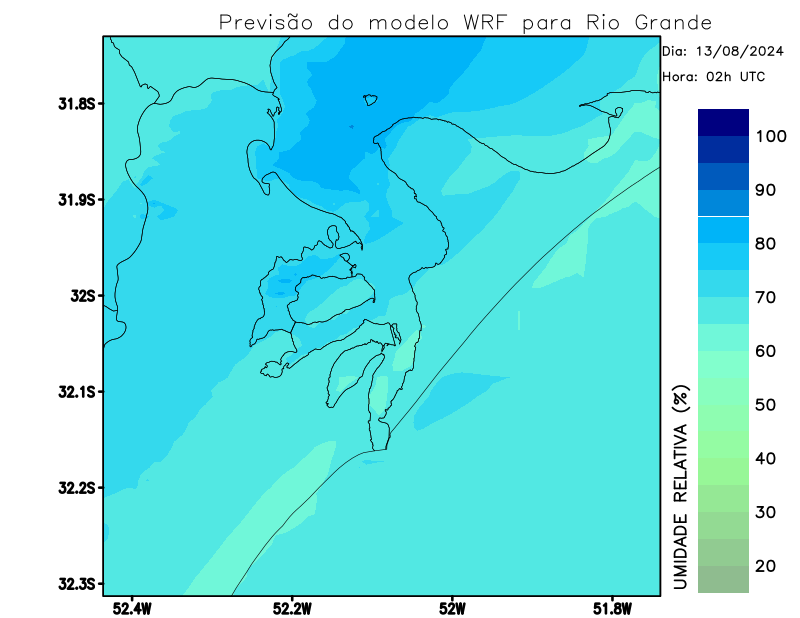 Previsão do modelo WRF para Rio Grande
Dia: 13/08/2024
Hora: 02h UTC
31.8S
31.9S
32S
32.1S
32.2S
32.3S
52.4W
52.2W
52W
51.8W
100
90
80
70
60
50
40
30
20
UMIDADE RELATIVA (%)